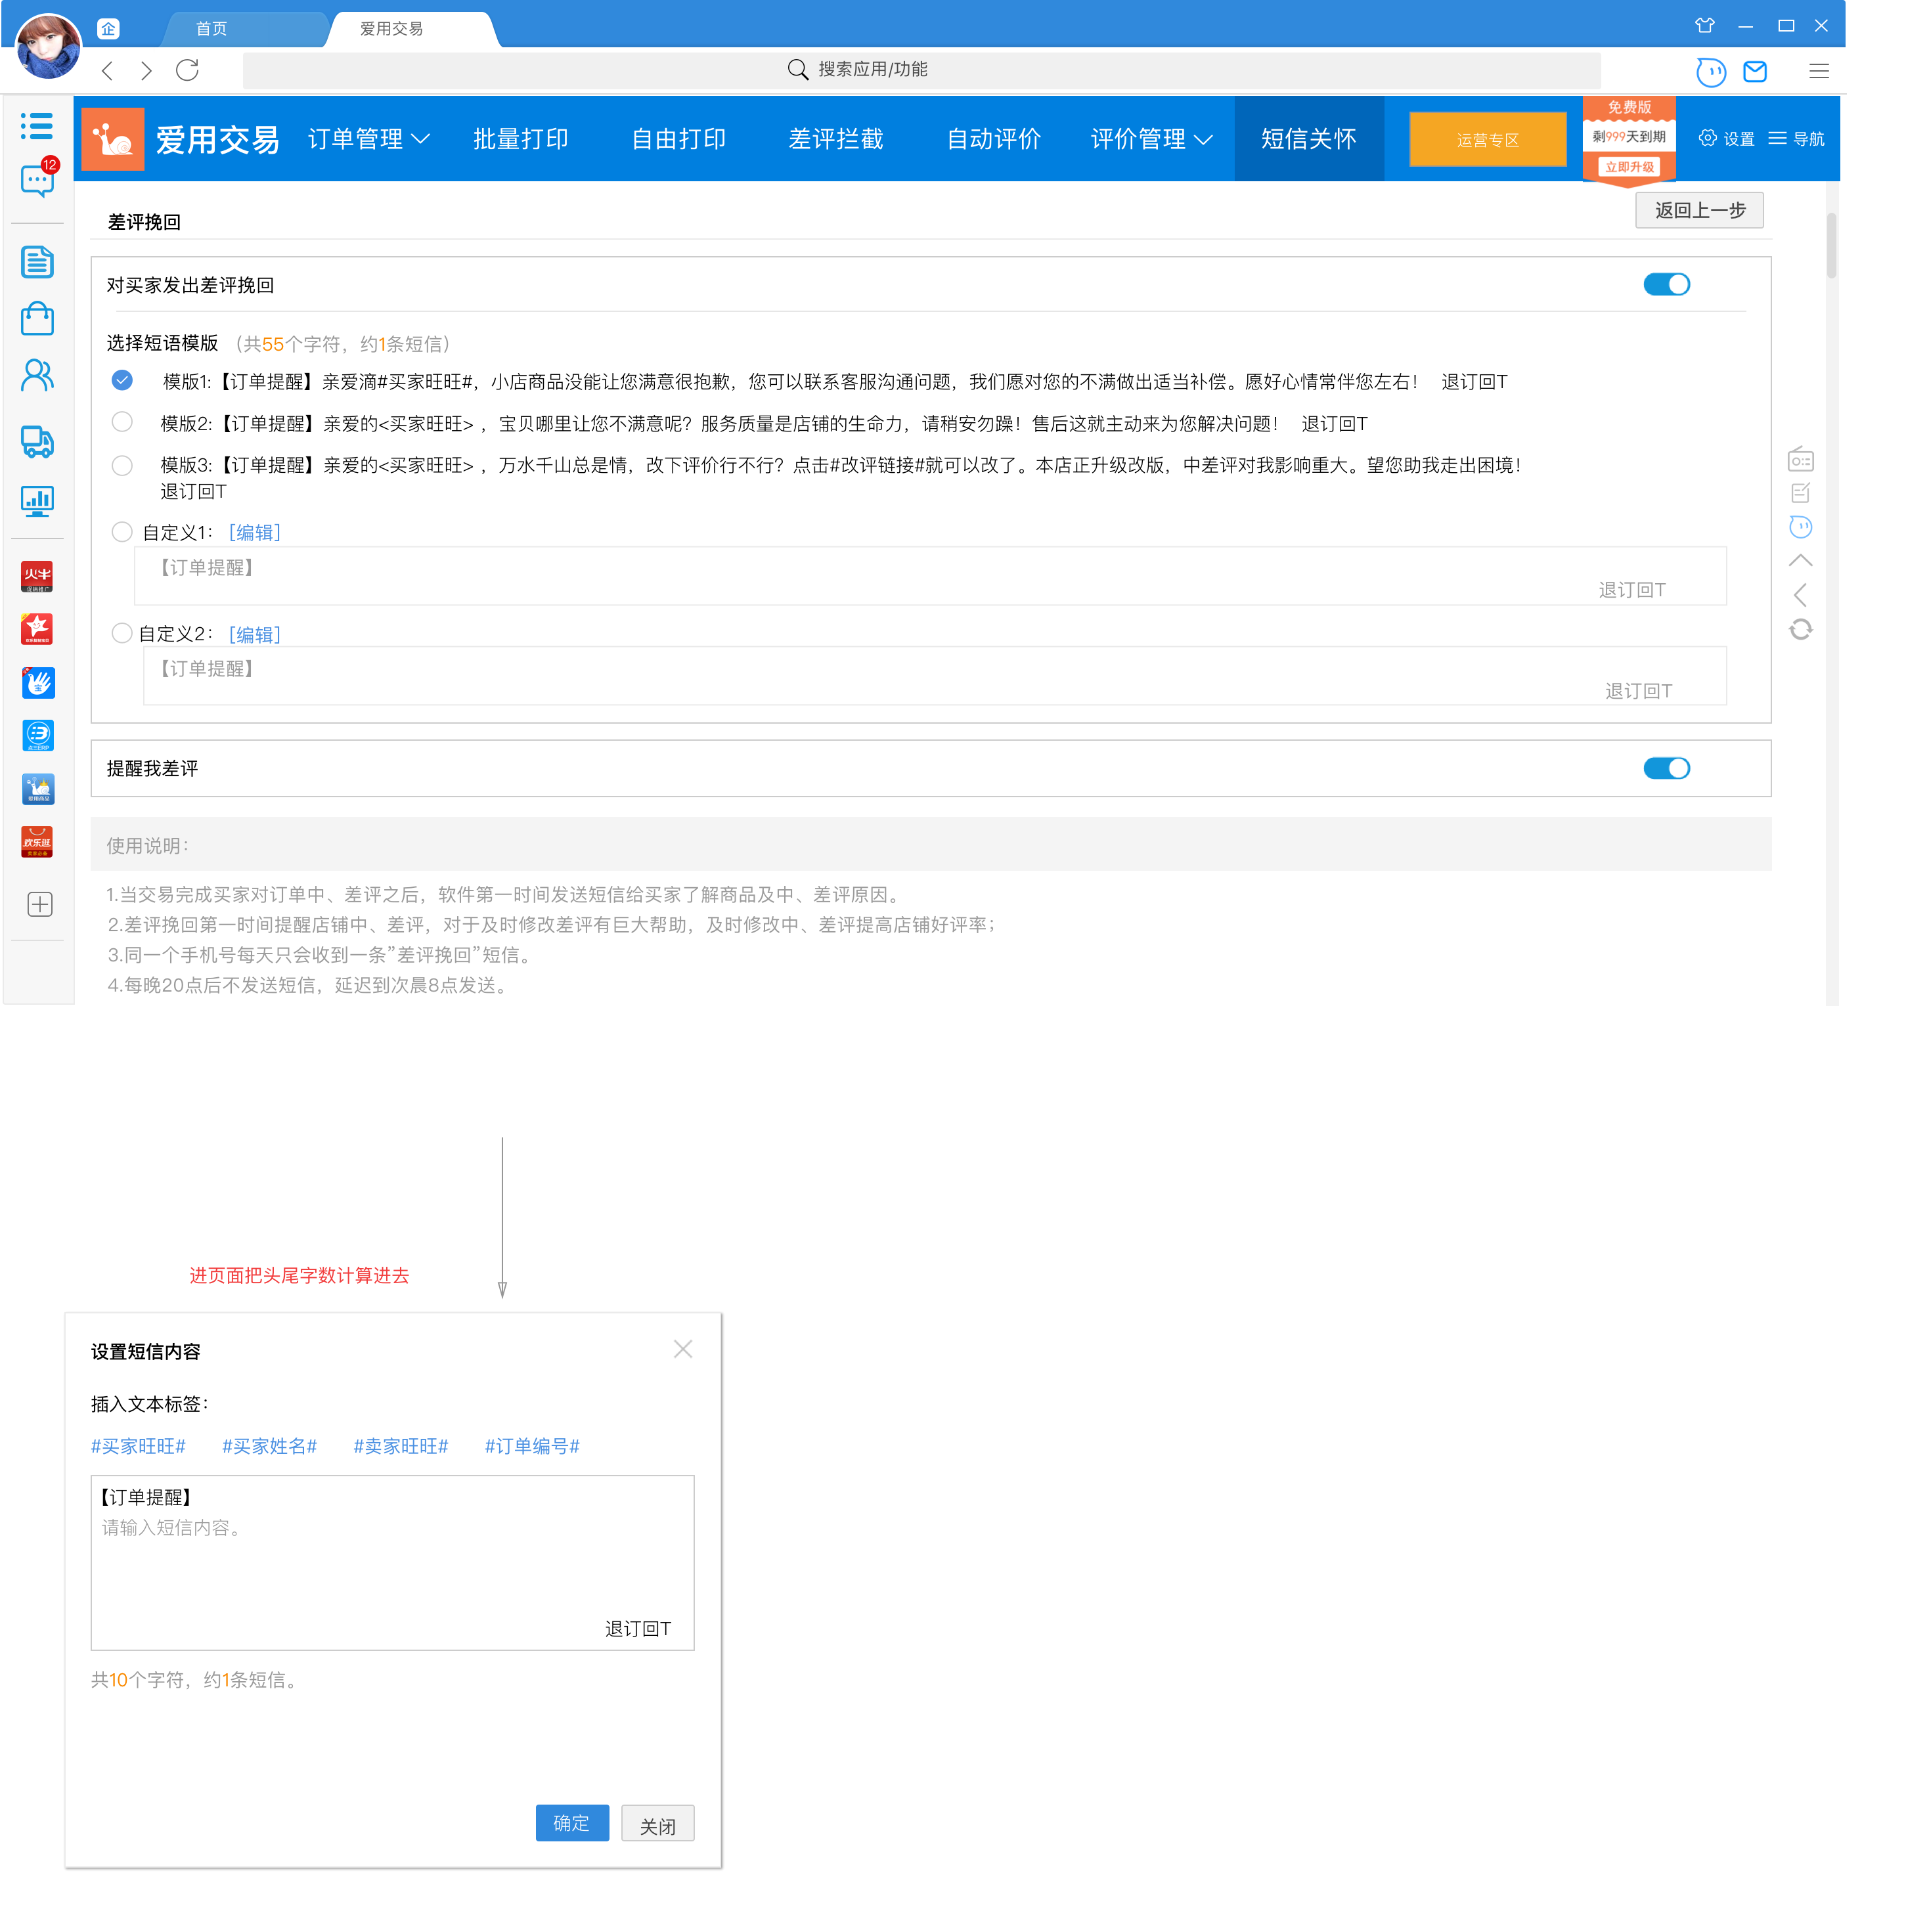 企
首页
爱用交易
搜索应用/功能
爱用交易
订单管理
批量打印
自由打印
差评拦截
自动评价
评价管理
短信关怀
运营专区
免费版
剩999天到期
立即升级
设置
导航
12
差评挽回
返回上一步
对买家发出差评挽回
选择短语模版 （共55个字符，约1条短信）
模版1:【订单提醒】亲爱滴#买家旺旺#，小店商品没能让您满意很抱歉，您可以联系客服沟通问题，我们愿对您的不满做出适当补偿。愿好心情常伴您左右！ 退订回T
模版2:【订单提醒】亲爱的<买家旺旺>，宝贝哪里让您不满意呢？服务质量是店铺的生命力，请稍安勿躁！售后这就主动来为您解决问题！ 退订回T
模版3:【订单提醒】亲爱的<买家旺旺>，万水千山总是情，改下评价行不行？点击#改评链接#就可以改了。本店正升级改版，中差评对我影响重大。望您助我走出困境！
退订回T
自定义1： [编辑]
【订单提醒】
退订回T
自定义2： [编辑]
【订单提醒】
退订回T
提醒我差评
火牛
宝
欢乐逛
使用说明：
1.当交易完成买家对订单中、差评之后，软件第一时间发送短信给买家了解商品及中、差评原因。
2.差评挽回第一时间提醒店铺中、差评，对于及时修改差评有巨大帮助，及时修改中、差评提高店铺好评率；
3.同一个手机号每天只会收到一条”差评挽回”短信。
4.每晚20点后不发送短信，延迟到次晨8点发送。
进页面把头尾字数计算进去
设置短信内容
插入文本标签：
#买家旺旺# #买家姓名# #卖家旺旺# #订单编号#
【订单提醒】
请输入短信内容。
退订回T
共10个字符，约1条短信。
确定
关闭